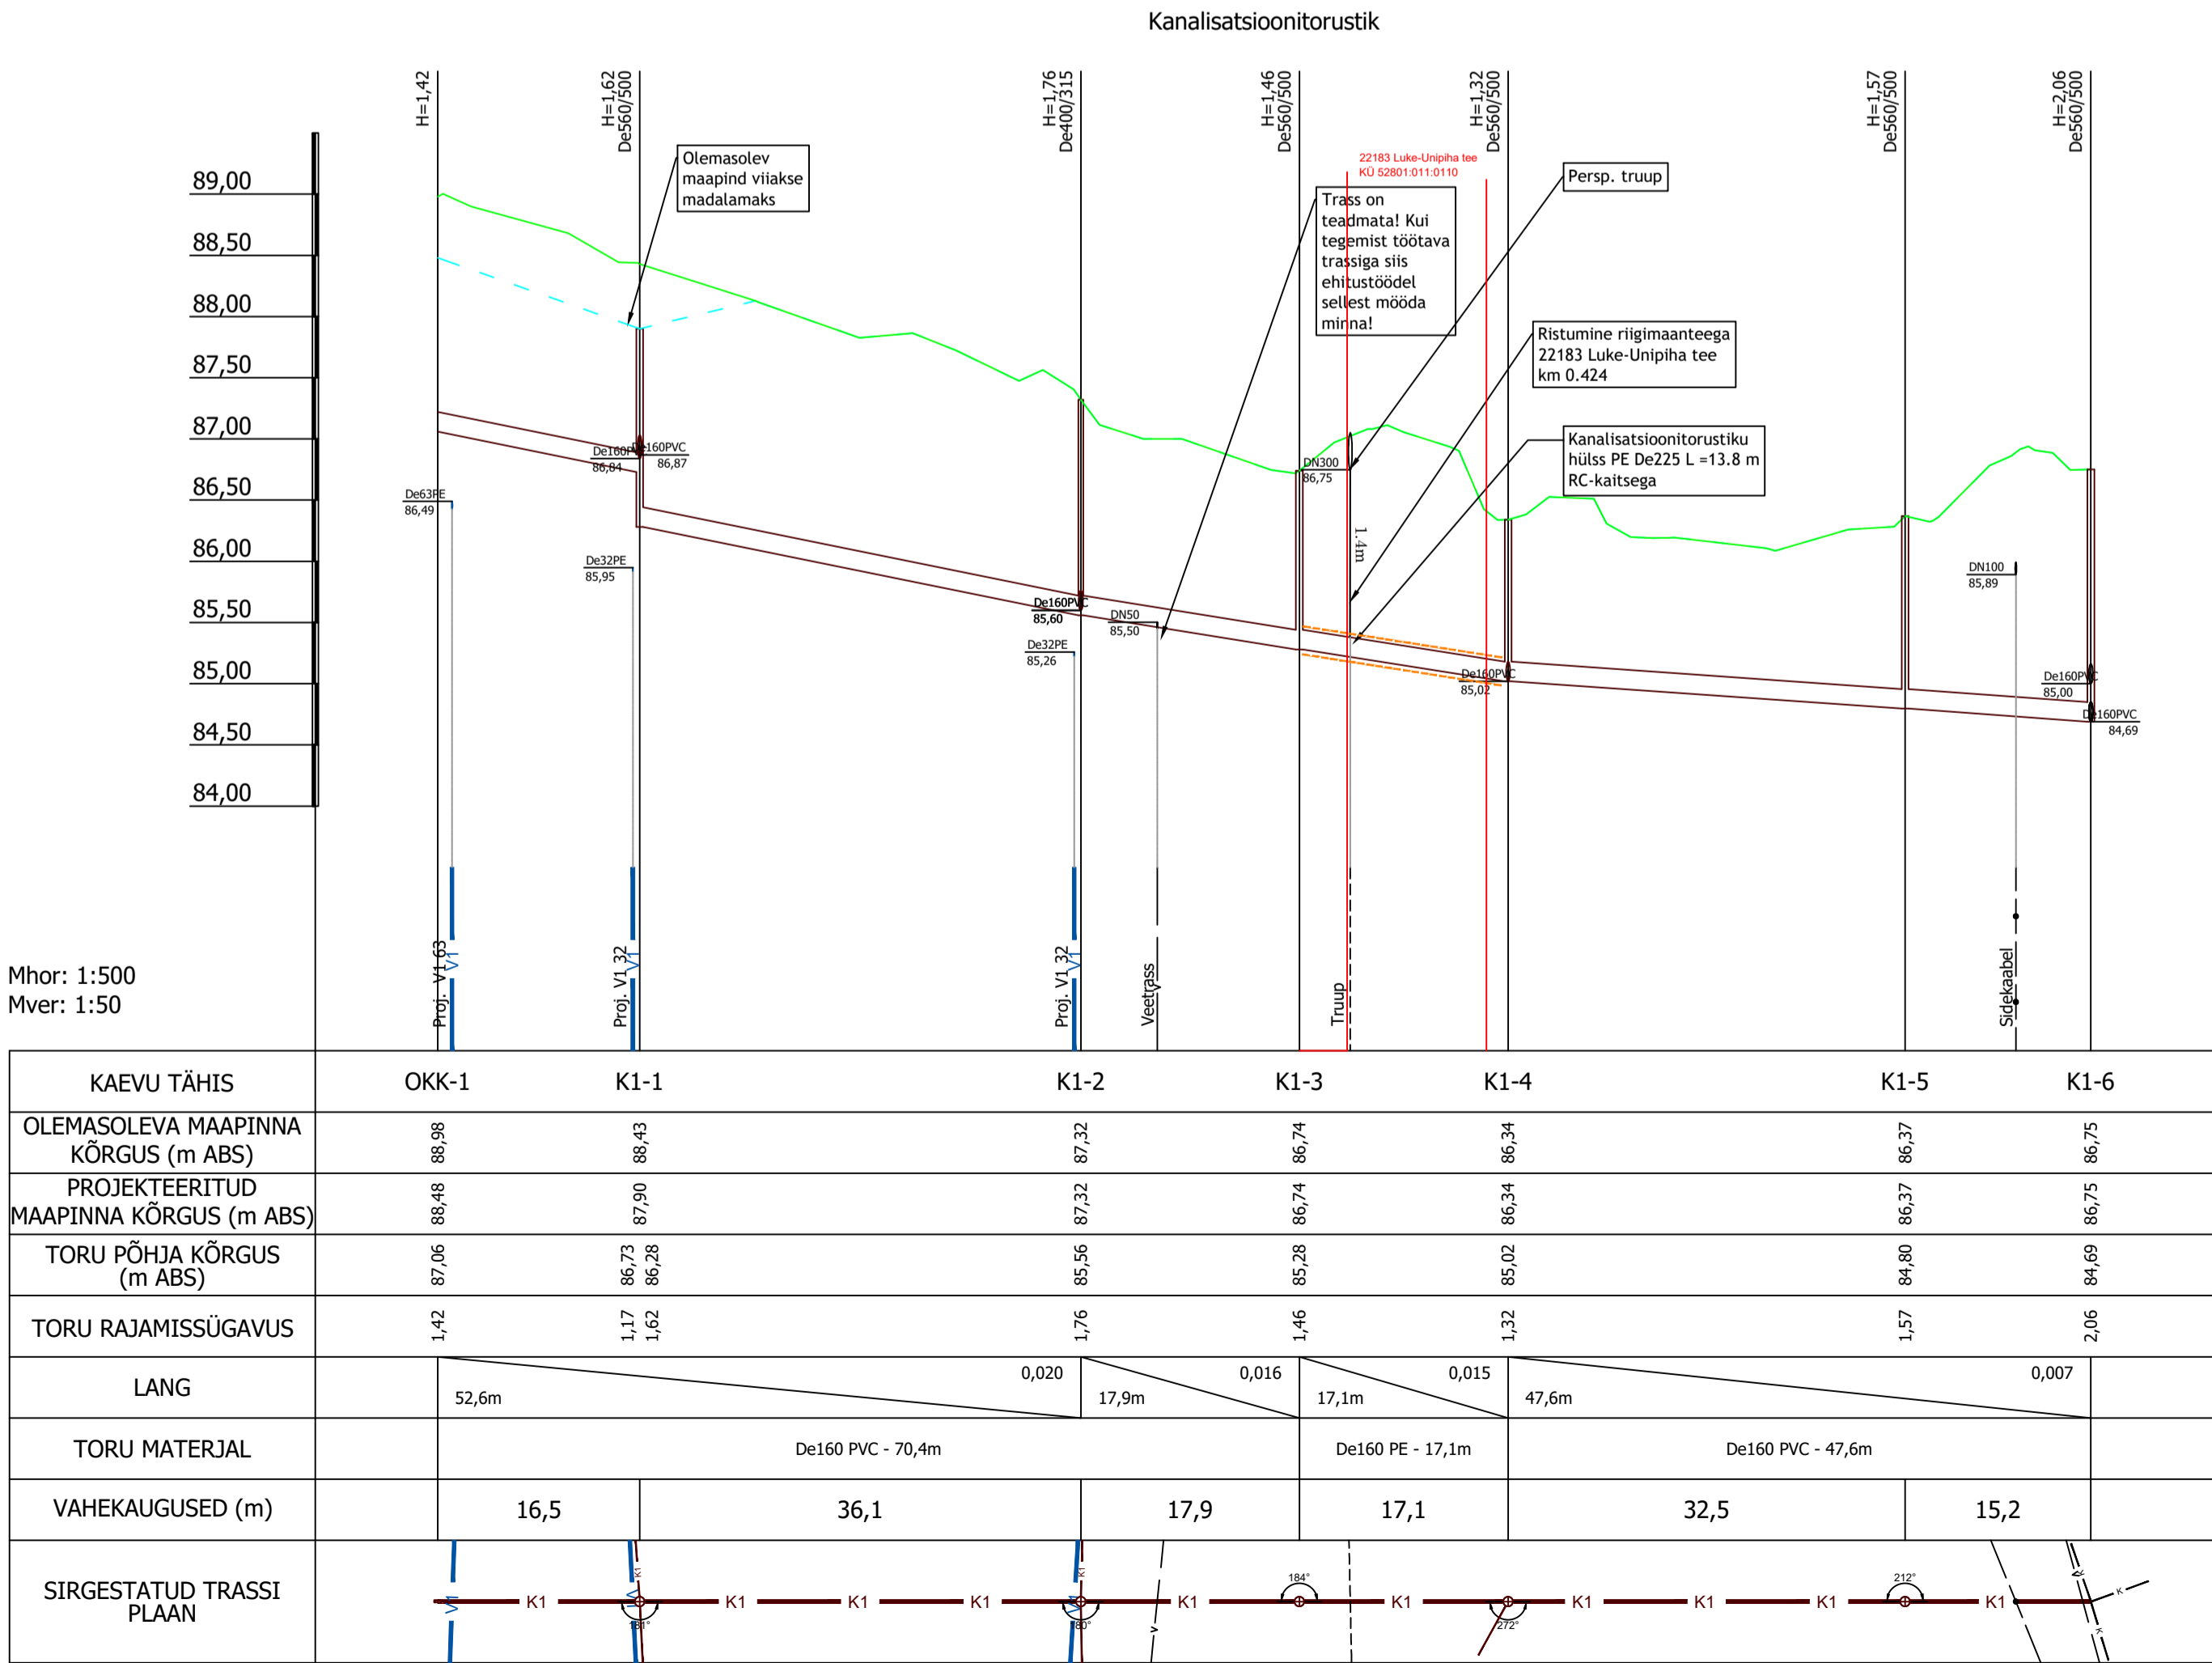 Kanalisatsioonitorustik
H=1,42
H=1,62
De560/500
H=1,76
De400/315
H=1,46
De560/500
H=1,32
De560/500
H=1,57
De560/500
H=2,06
De560/500
89,00
88,50
88,00
87,50
87,00
86,50
86,00
85,50
85,00
84,50
84,00
Olemasolev
maapind viiakse
madalamaks
22183 Luke-Unipiha tee
KÜ 52801:011:0110
Trass on
teadmata! Kui
tegemist töötava
trassiga siis
ehitustöödel
sellest mööda
minna!
Persp. truup
Ristumine riigimaanteega
22183 Luke-Unipiha tee
km 0.424
Kanalisatsioonitorustiku
hülss PE De225 L =13.8 m
RC-kaitsega
De63PE
86,49
86,84
De160PVC
86,87
De32PE
85,95
De160PVC
85,60
De32PE
85,26
DN50
85,50
DN300
86,75
1.4m
De160PVC
85,02
DN100
85,89
De160PVC
85,00
De160PVC
84,69
Proj. V1 63
V1
Proj. V1 32
V1
Proj. V1 32
V1
Veetrass
Truup
Sidekaabel
Mhor: 1:500
Mver: 1:50
KAEVU TÄHIS
OKK-1
K1-1
K1-2
K1-3
K1-4
K1-5
K1-6
OLEMASOLEVA MAAPINNA
KÕRGUS (m ABS)
88,98
88,43
87,32
86,74
86,34
86,37
86,75
PROJEKTEERITUD
MAAPINNA KÕRGUS (m ABS)
88,48
87,90
87,32
86,74
86,34
86,37
86,75
TORU PÕHJA KÕRGUS
(m ABS)
87,06
86,73
86,28
85,56
85,28
85,02
84,80
84,69
TORU RAJAMISSÜGAVUS
1,42
1,17
1,62
1,76
1,46
1,32
1,57
2,06
LANG
52,6m
0,020
17,9m
0,016
17,1m
0,015
47,6m
0,007
TORU MATERJAL
De160 PVC - 70,4m
De160 PE - 17,1m
De160 PVC - 47,6m
VAHEKAUGUSED (m)
16,5
36,1
17,9
17,1
32,5
15,2
SIRGESTATUD TRASSI
PLAAN
V1
K1
V1
K1
181°
K1
K1
K1
V1
K1
180°
V
K1
184°
K1
272°
K1
K1
K1
212°
K1
V
K
K
K